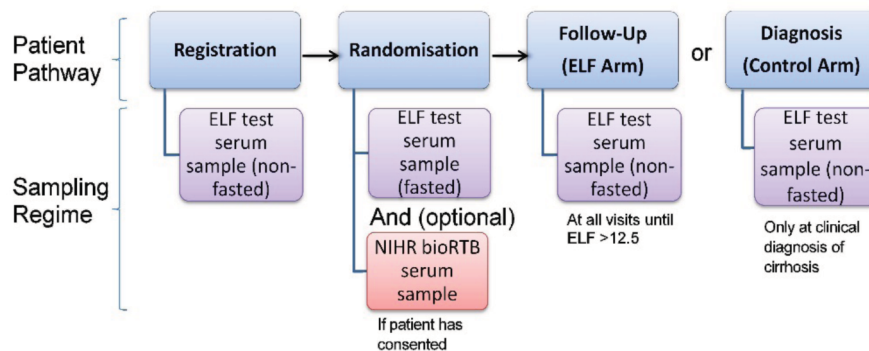 Patient
Pathway
Registration
Randomisation
Follow-Up
(ELF Arm)
or
Diagnosis
(Control Arm)
Sampling
Regime
ELF test
serum
sample (non-
fasted)
ELF test
serum
sample
(fasted)
And (optional)
NIHR bioRTB
serum
sample
If patient has
consented
ELF test
serum
sample (non-
fasted)
At all visits until
ELF >12.5
ELF test
serum
sample (non-
fasted)
Only at clinical
diagnosis of
cirrhosis